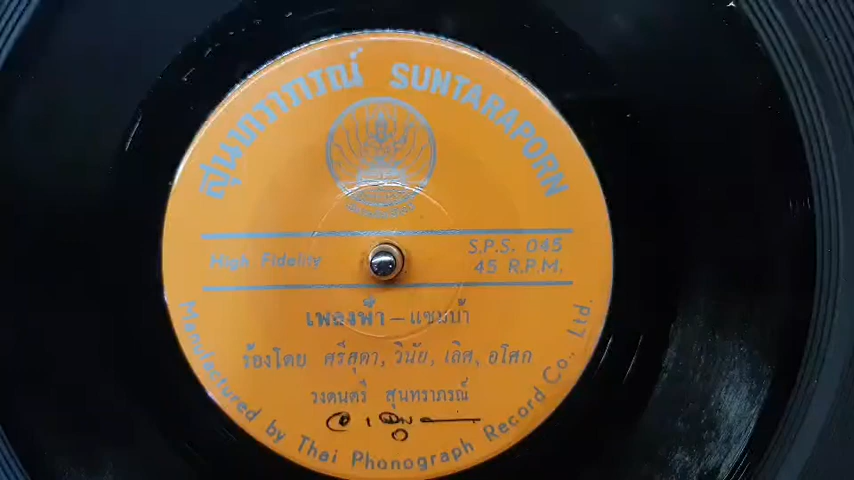 สุนทราภรณ์ SUNTARAPORN
High Fidelity
S.P.S. 045
45 R.P.M.
เพลงฟ้า – แซมบ้า
ร้องโดย ศรีสุดา, วินัย, เลิศ, อโศก
วงดนตรี สุนทราภรณ์
Manufactured by Thai Phonograph Record Co., Ltd.